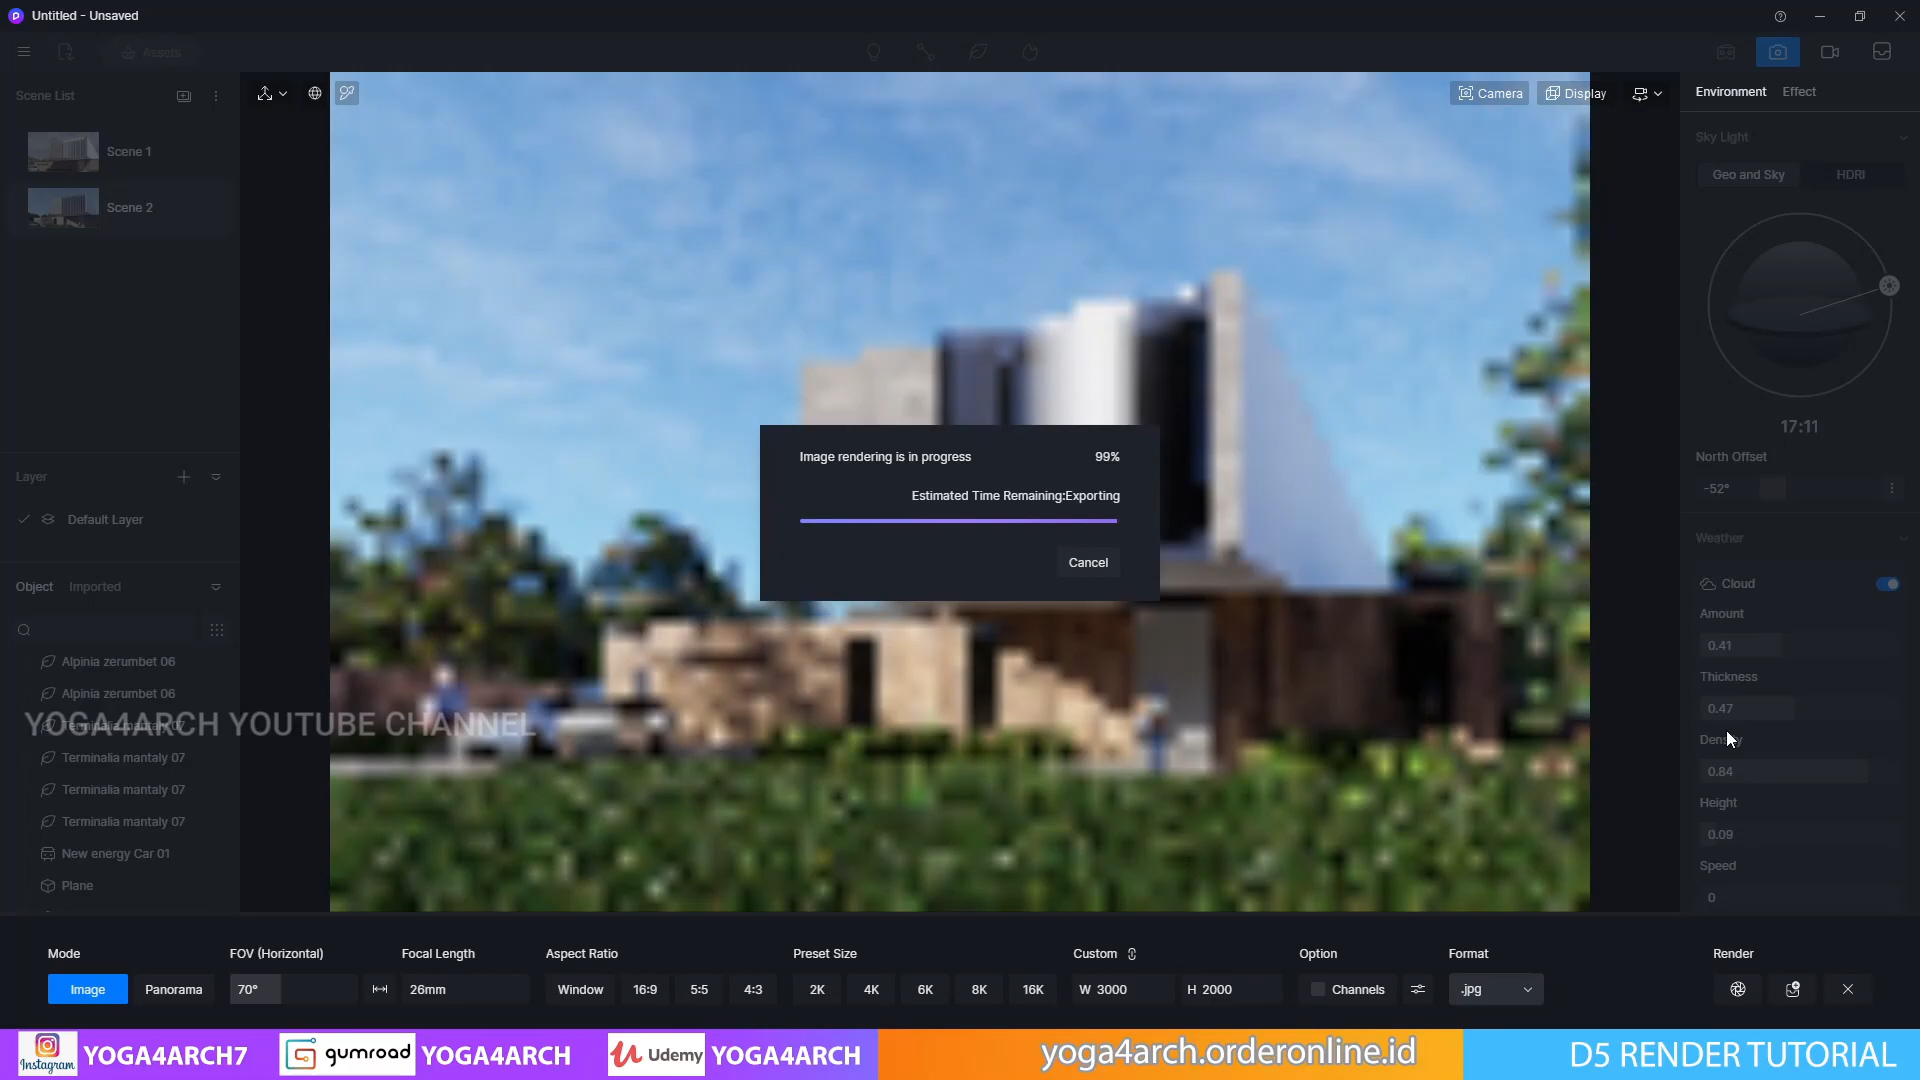 Untitled - Unsaved
Assets
Scene List
Scene 1
Scene 2
Camera
Display
Environment
Effect
Sky Light
Geo and Sky
HDRI
17:11
North Offset
-52°
Weather
Cloud
Amount
0.41
Thickness
0.47
Density
0.84
Height
0.09
Speed
0
Image rendering is in progress 99%
Estimated Time Remaining:Exporting
Cancel
Layer
Default Layer
Object Imported
Alpinia zerumbet 06
Alpinia zerumbet 06
Terminalia mantaly 07
YOGA4ARCH YOUTUBE CHANNEL
Terminalia mantaly 07
Terminalia mantaly 07
Terminalia mantaly 07
New energy Car 01
Plane
Mode
Image
Panorama
FOV (Horizontal)
70°
Focal Length
26mm
Aspect Ratio
Window 16:9 5:5 4:3
Preset Size
2K 4K 6K 8K 16K
Custom
W 3000 H 2000
Option
Channels
Format
.jpg
Render
Instagram YOGA4ARCH7 gumroad YOGA4ARCH Udemy YOGA4ARCH yoga4arch.orderonline.id D5 RENDER TUTORIAL